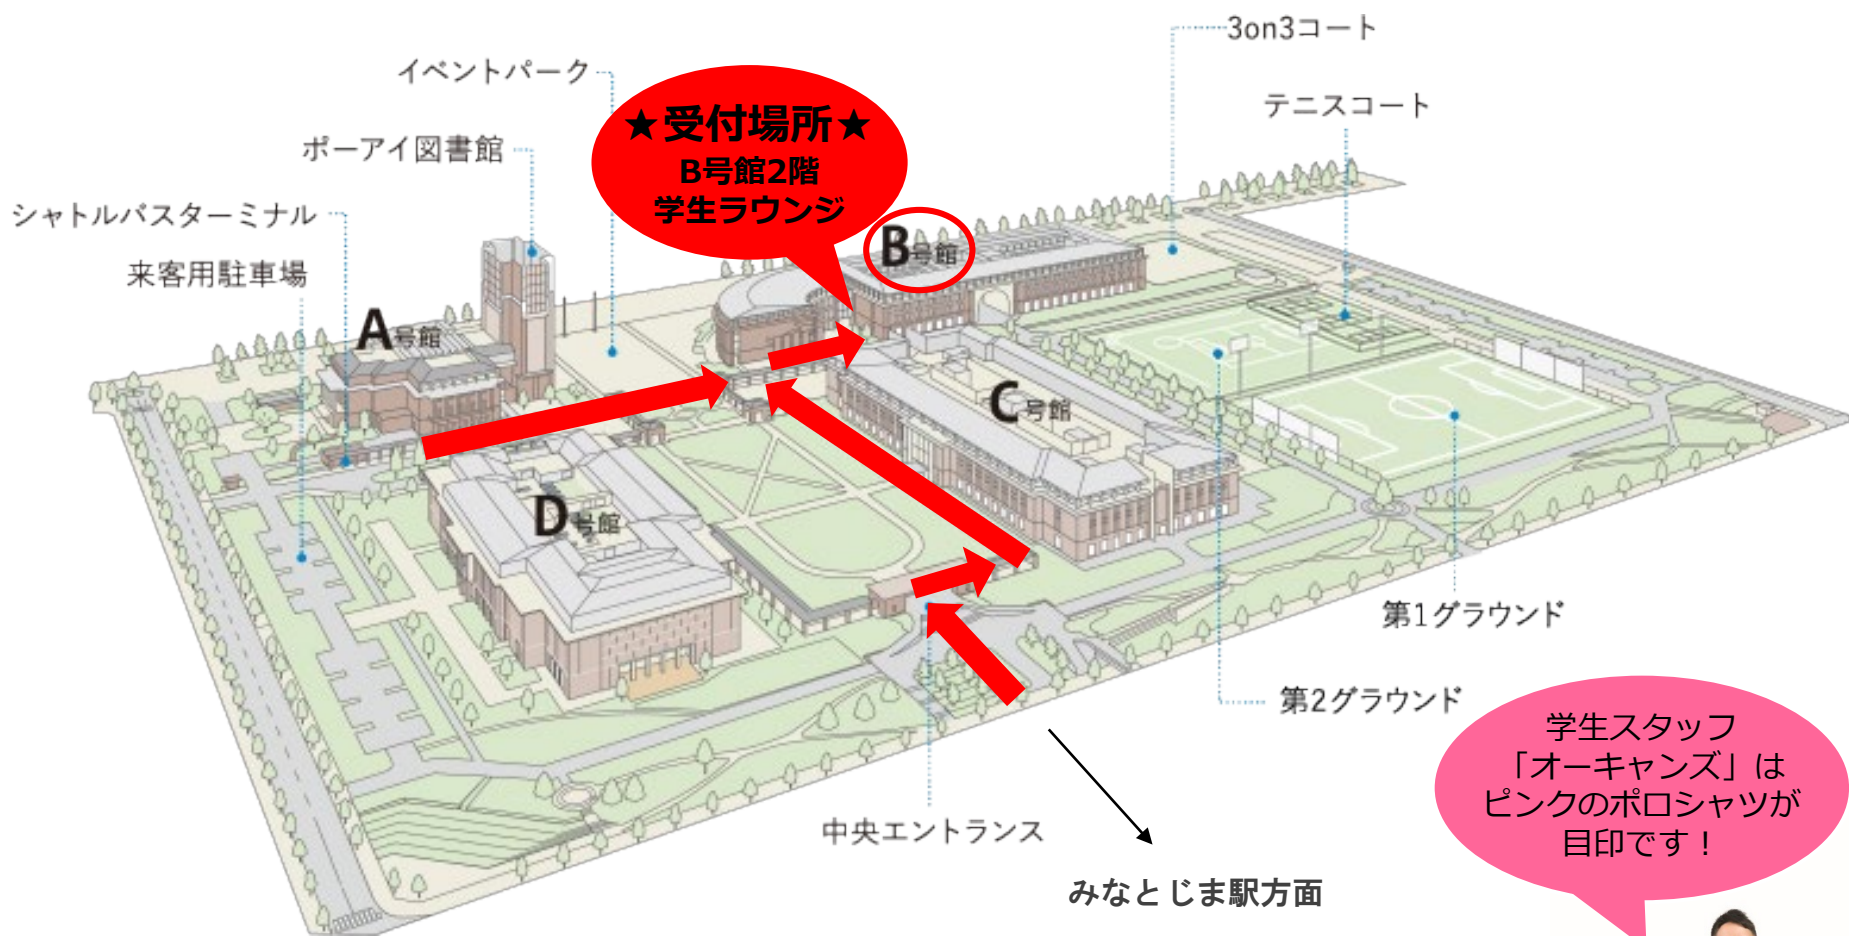 3on3コート
イベントパーク
テニスコート
★受付場所★
B号館2階
学生ラウンジ
ポーアイ図書館
シャトルバスターミナル
来客用駐車場
B号館
A号館
C号館
D号館
第1グラウンド
第2グラウンド
中央エントランス
みなとじま駅方面
学生スタッフ
「オーキャンズ」は
ピンクのポロシャツが
目印です！